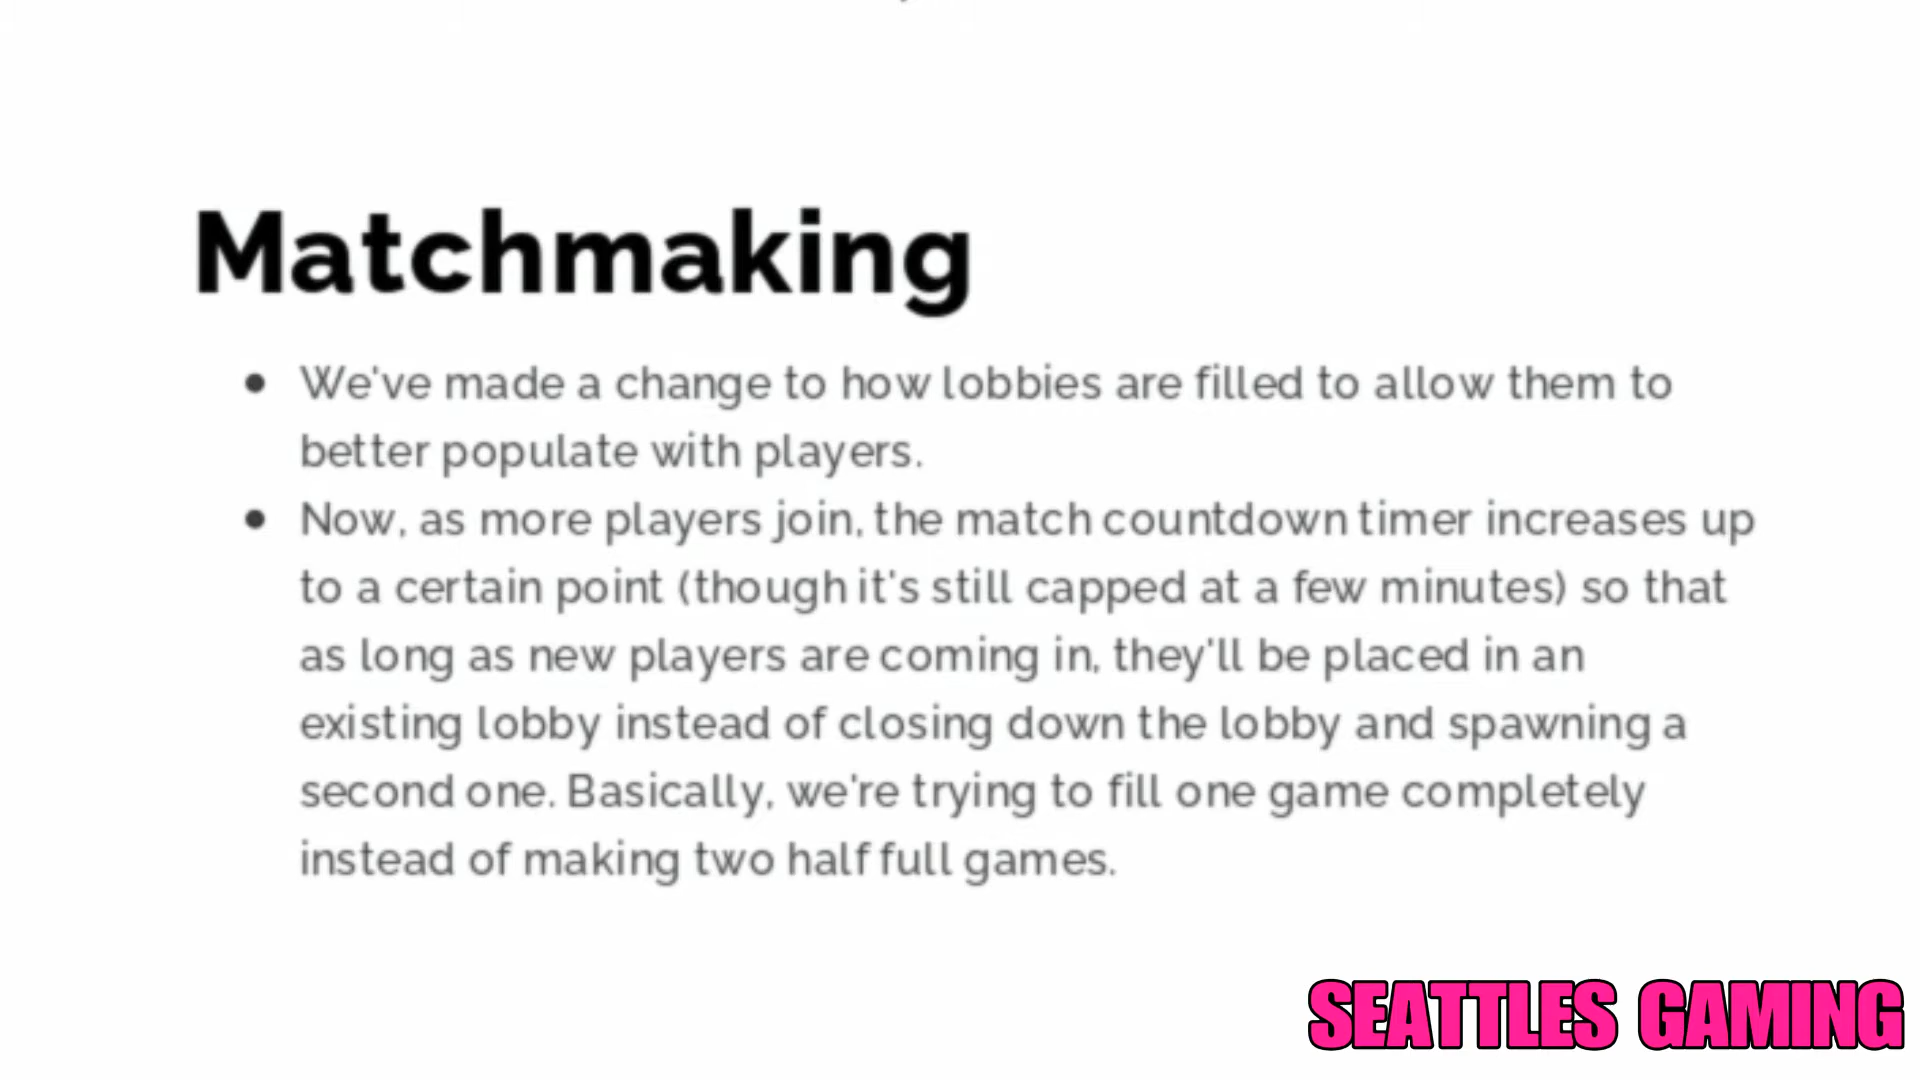 Matchmaking
• We've made a change to how lobbies are filled to allow them to
better populate with players.
• Now, as more players join, the match countdown timer increases up
to a certain point (though it's still capped at a few minutes) so that
as long as new players are coming in, they'll be placed in an
existing lobby instead of closing down the lobby and spawning a
second one. Basically, we're trying to fill one game completely
instead of making two half full games.
SEATTLES GAMING